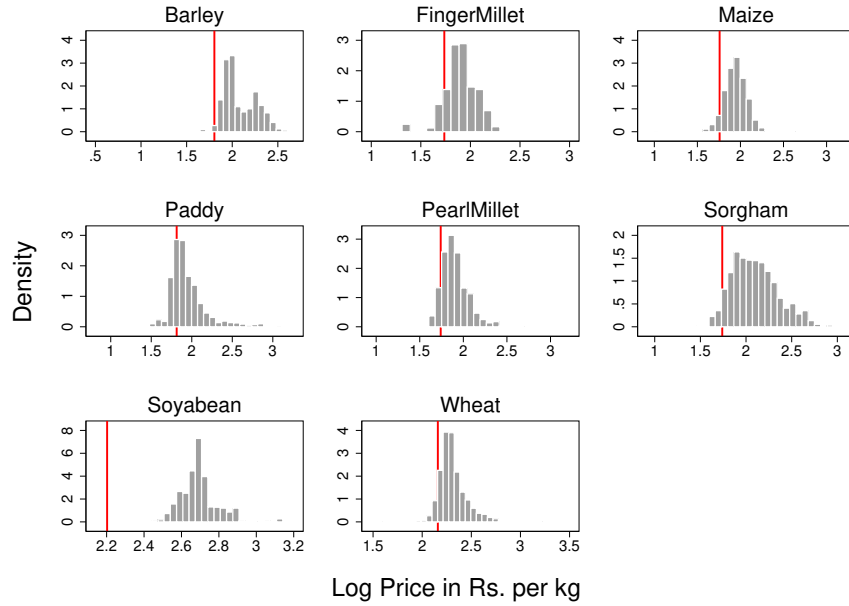 Barley
FingerMillet
Maize
0 1 2 3 4
.5 1 1.5 2 2.5
0 1 2 3
1 1.5 2 2.5 3
0 1 2 3 4
1 1.5 2 2.5 3
Paddy
PearlMillet
Sorgham
0 1 2 3
1 1.5 2 2.5 3
0 1 2 3
1 1.5 2 2.5 3
0 .5 1 1.5 2
1 1.5 2 2.5 3
Soyabean
Wheat
0 2 4 6 8
2.2 2.4 2.6 2.8 3 3.2
0 1 2 3 4
1.5 2 2.5 3 3.5
Density
Log Price in Rs. per kg